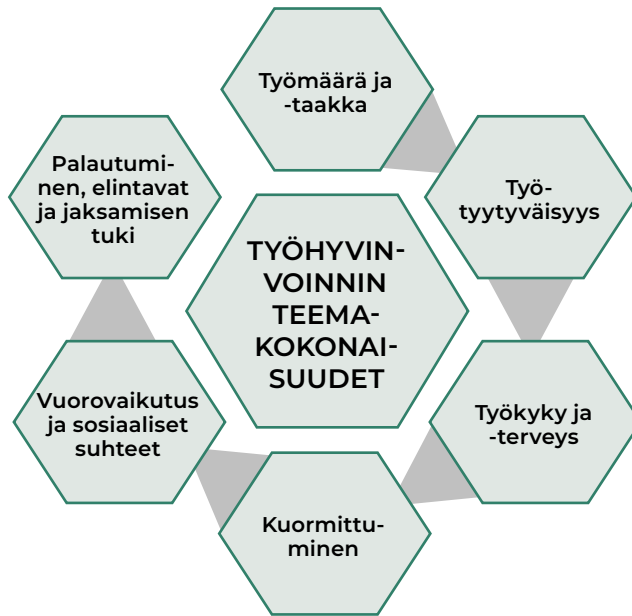 Työmäärä ja
-taakka
Työ-
tyytyväisyys
Työkyky ja
-terveys
Kuormittu-
minen
Vuorovaikutus
ja sosiaaliset
suhteet
Palautumi-
nen, elintavat
ja jaksamisen
tuki
TYÖHYVIN-
VOINNIN
TEEMA-
KOKONAI-
SUUDET